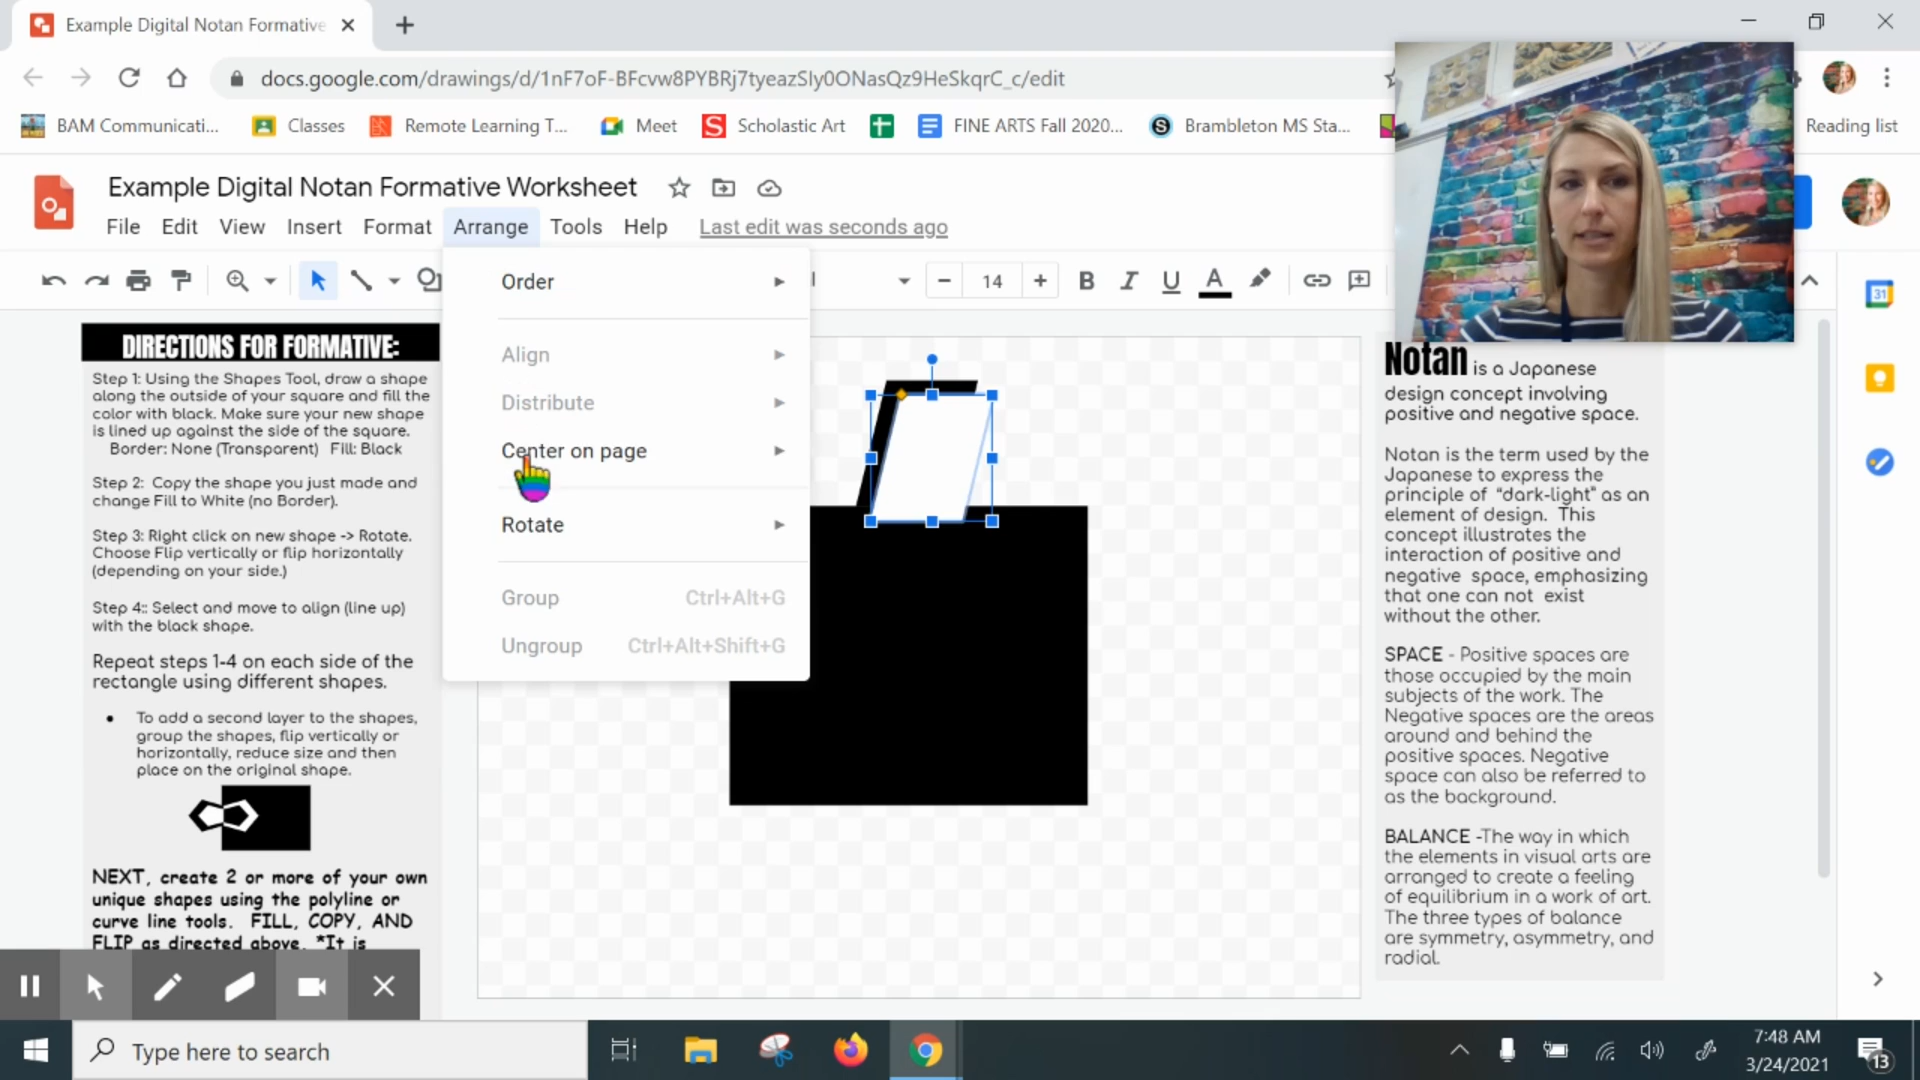 Example Digital Notan Formative
docs.google.com/drawings/d/1nF7oF-BFcvw8PYBRj7tyeazSly0ONasQz9HeSkqrC_c/edit
BAM Communicati...
Classes
Remote Learning T...
Meet
Scholastic Art
FINE ARTS Fall 2020...
Brambleton MS Sta...
Reading list
Example Digital Notan Formative Worksheet
File Edit View Insert Format Arrange Tools Help Last edit was seconds ago
14
B I U A
31
Order
Align
Distribute
Center on page
Rotate
Group Ctrl+Alt+G
Ungroup Ctrl+Alt+Shift+G
DIRECTIONS FOR FORMATIVE:
Step 1: Using the Shapes Tool, draw a shape
along the outside of your square and fill the
color with black. Make sure your new shape
is lined up against the side of the square.
Border: None (Transparent) Fill: Black
Step 2: Copy the shape you just made and
change Fill to White (no Border).
Step 3: Right click on new shape -> Rotate.
Choose Flip vertically or flip horizontally
(depending on your side.)
Step 4:: Select and move to align (line up)
with the black shape.
Repeat steps 1-4 on each side of the
rectangle using different shapes.
● To add a second layer to the shapes,
group the shapes, flip vertically or
horizontally, reduce size and then
place on the original shape.
NEXT, create 2 or more of your own
unique shapes using the polyline or
curve line tools. FILL, COPY, AND
FLIP as directed above. *It is
Notan is a Japanese
design concept involving
positive and negative space.
Notan is the term used by the
Japanese to express the
principle of "dark-light" as an
element of design. This
concept illustrates the
interaction of positive and
negative space, emphasizing
that one can not exist
without the other.
SPACE - Positive spaces are
those occupied by the main
subjects of the work. The
Negative spaces are the areas
around and behind the
positive spaces. Negative
space can also be referred to
as the background.
BALANCE -The way in which
the elements in visual arts are
arranged to create a feeling
of equilibrium in a work of art.
The three types of balance
are symmetry, asymmetry, and
radial.
Type here to search
7:48 AM
3/24/2021
13